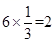 6 × 1/3 = 2